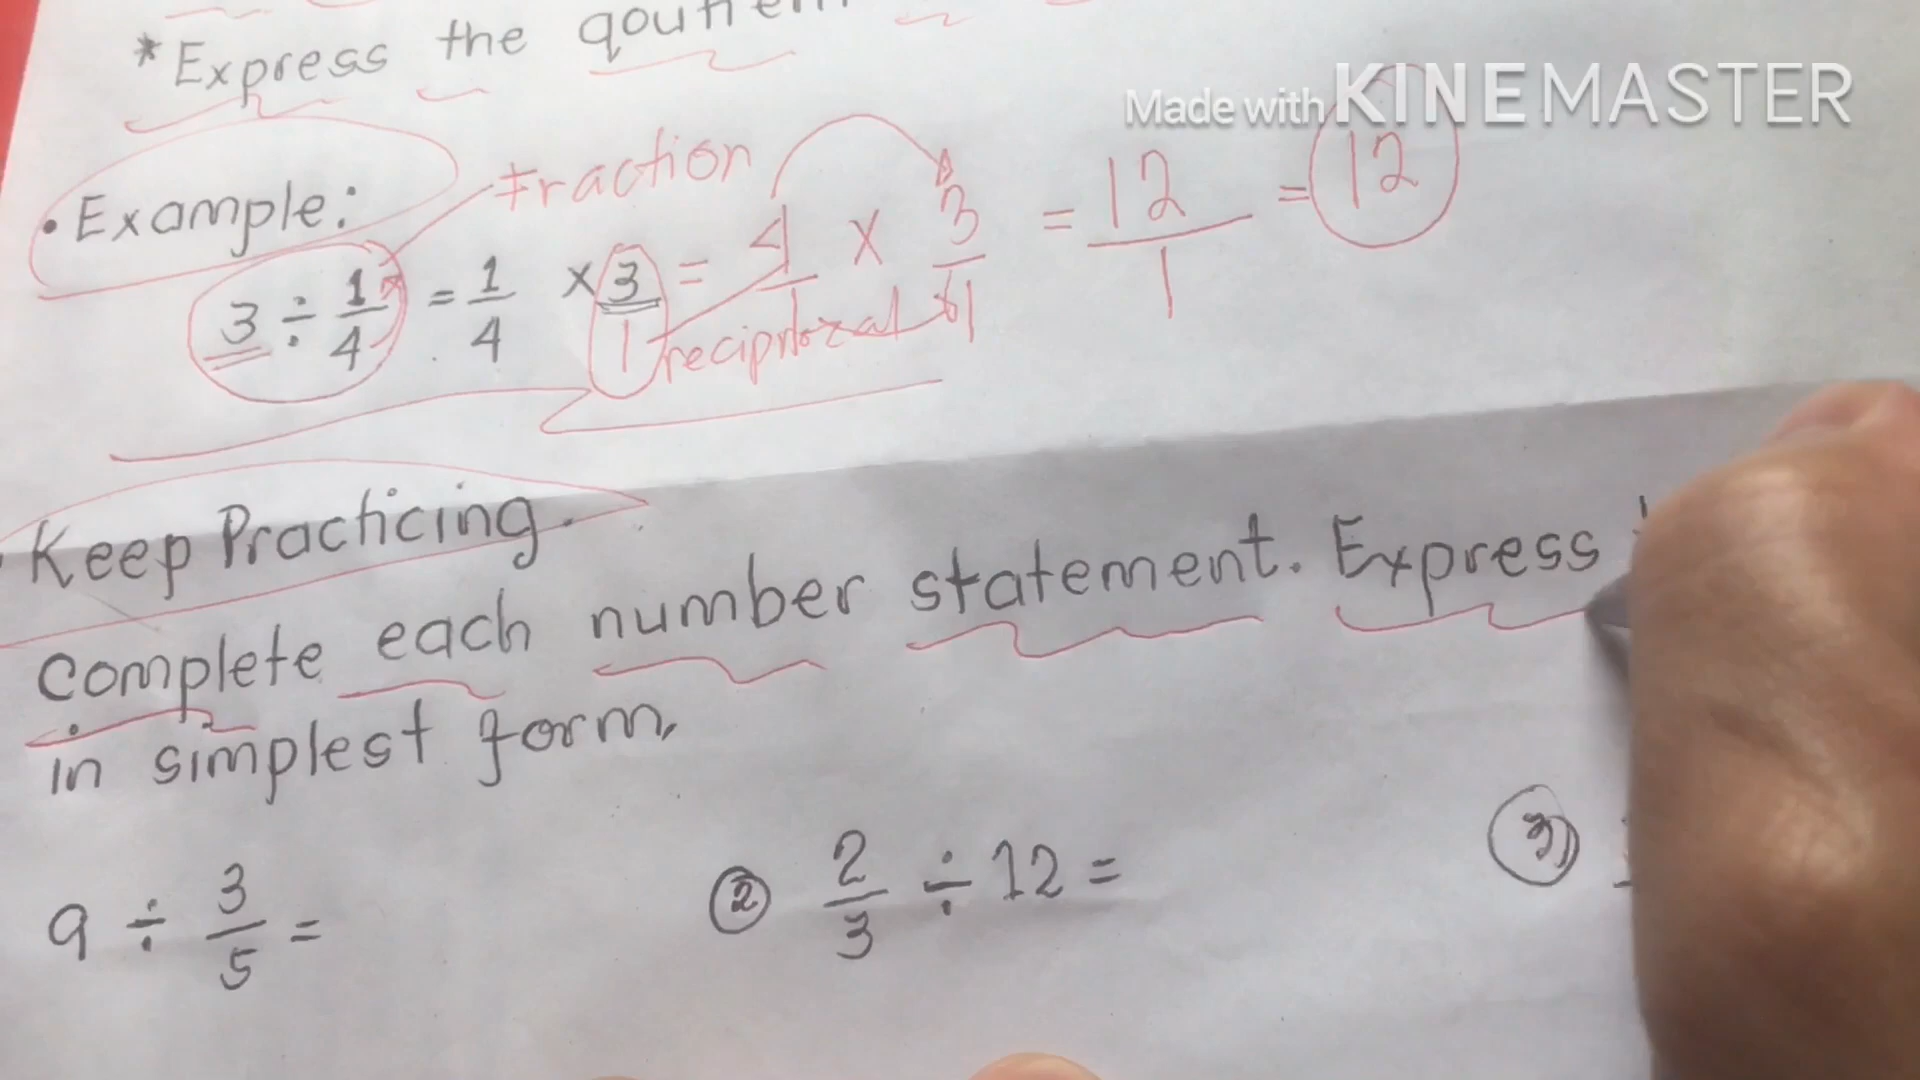 *Express the
Made with KINEMASTER
• Example:
Fraction
3 ÷ 1/4 = 1/4 × 3/1 = 4/1 × 3/1 = 12/1 = 12
Keep Practicing.
Complete each number statement. Express
in simplest form.
9 ÷ 3/5 =
② 2/3 ÷ 12 =
③